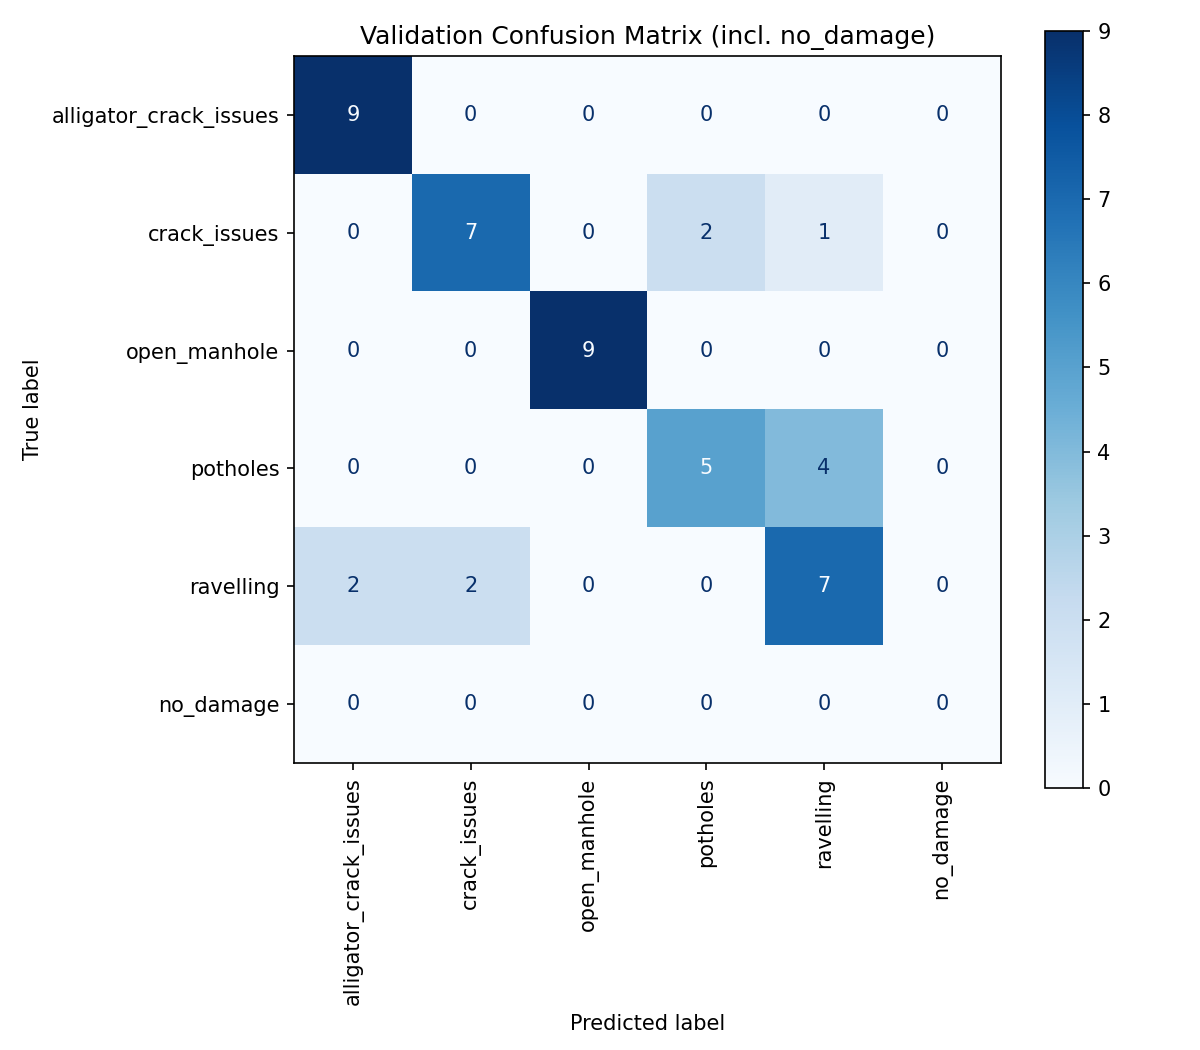 Validation Confusion Matrix (incl. no_damage)
alligator_crack_issues 9 0 0 0 0 0
crack_issues 0 7 0 2 1 0
open_manhole 0 0 9 0 0 0
potholes 0 0 0 5 4 0
ravelling 2 2 0 0 7 0
no_damage 0 0 0 0 0 0
True label
alligator_crack_issues
crack_issues
open_manhole
potholes
ravelling
no_damage
Predicted label
9
8
7
6
5
4
3
2
1
0